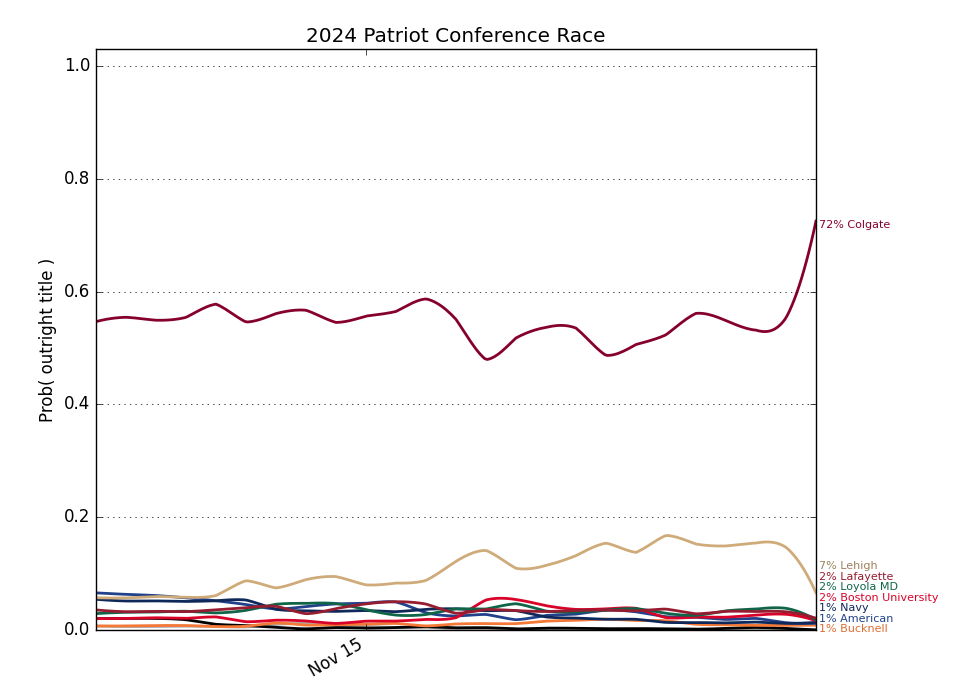 2024 Patriot Conference Race
Prob( outright title )
1.0
0.8
0.6
0.4
0.2
0.0
Nov 15
72% Colgate
7% Lehigh
2% Lafayette
2% Loyola MD
2% Boston University
1% Navy
1% American
1% Bucknell